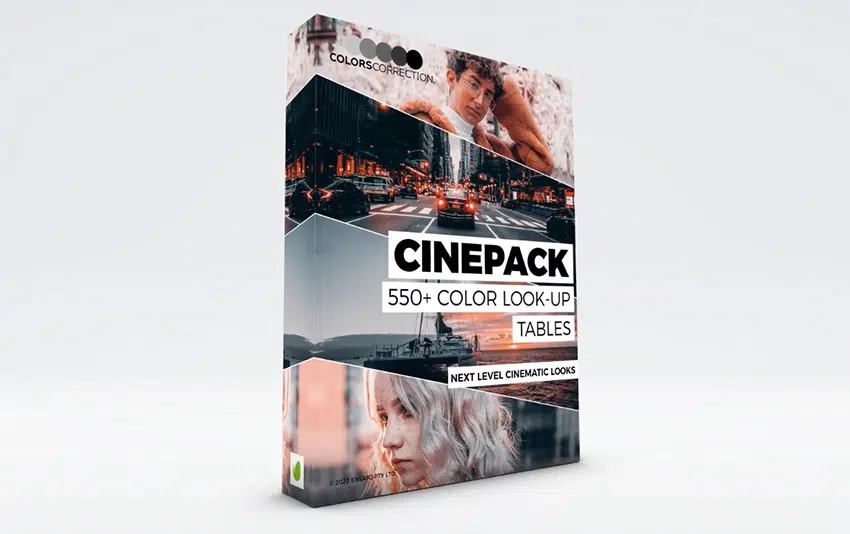 COLORSCORRECTION.
CINEPACK
550+ COLOR LOOK-UP
TABLES
NEXT LEVEL CINEMATIC LOOKS
© 2020 ENVATO PTY LTD